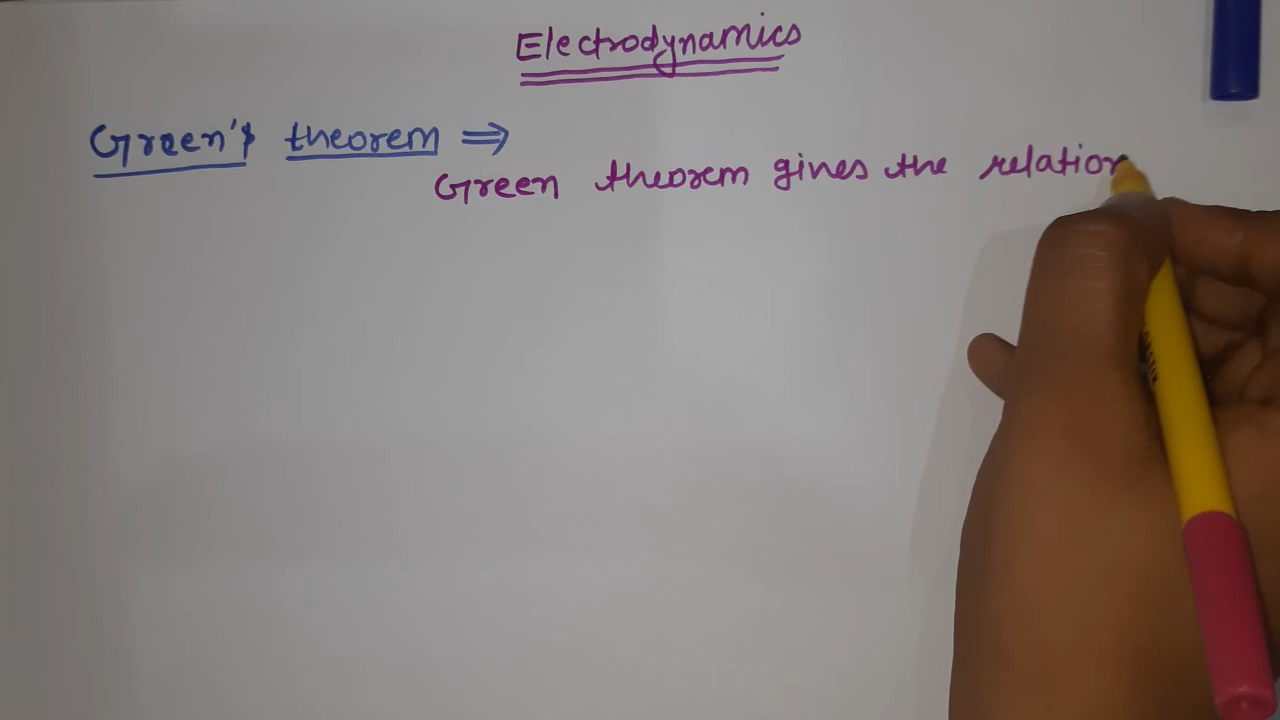 Electrodynamics
Green's theorem ⇒
Green theorem gives the relation